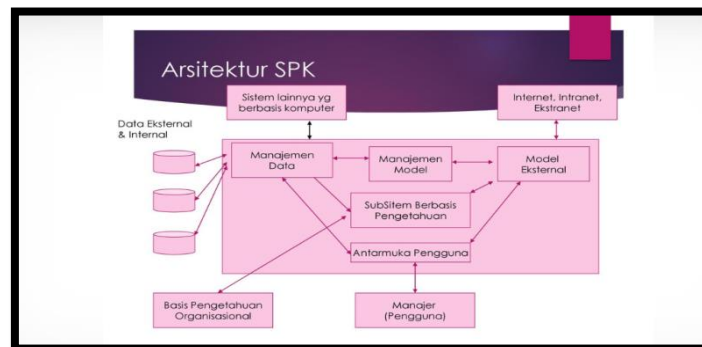 Arsitektur SPK
Sistem lainnya yg
berbasis komputer
Internet, Intranet,
Ekstranet
Data Eksternal
& Internal
Manajemen
Data
Manajemen
Model
Model
Eksternal
SubSitem Berbasis
Pengetahuan
Antarmuka Pengguna
Basis Pengetahuan
Organisasional
Manajer
(Pengguna)